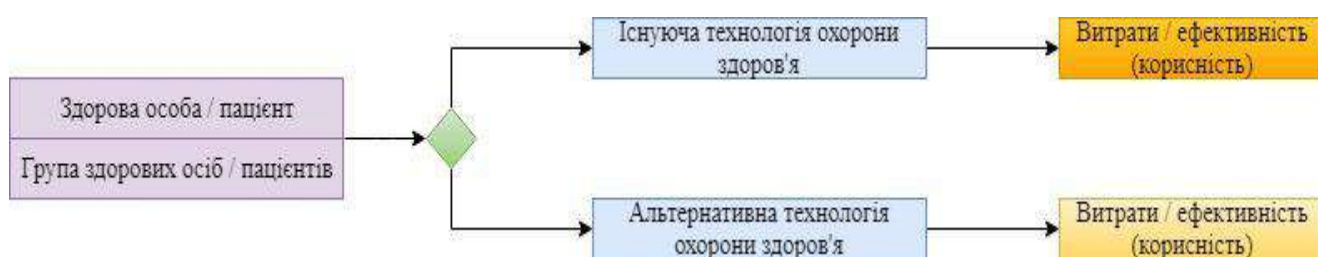 Існуюча технологія охорони
здоров'я
Витрати / ефективність
(корисність)
Здорова особа / пацієнт
Група здорових осіб / пацієнтів
Альтернативна технологія
охорони здоров'я
Витрати / ефективність
(корисність)